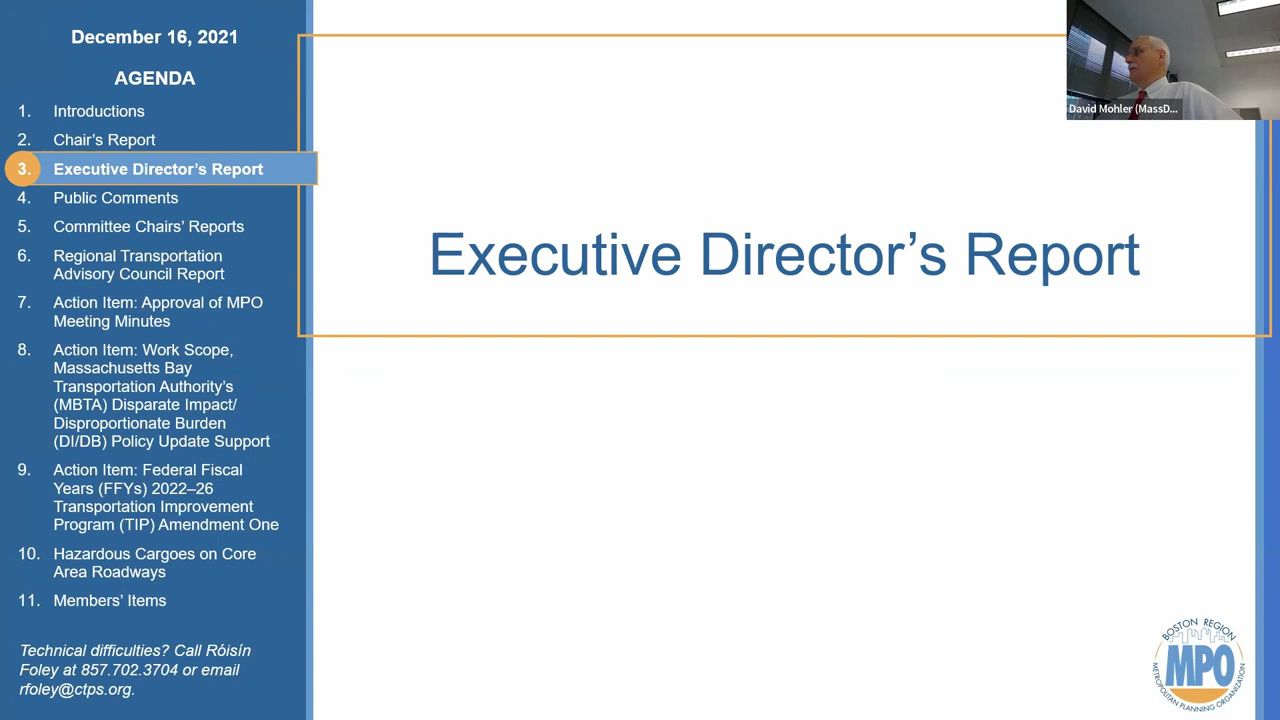 December 16, 2021
AGENDA
1. Introductions
2. Chair’s Report
3. Executive Director’s Report
4. Public Comments
5. Committee Chairs’ Reports
6. Regional Transportation
Advisory Council Report
7. Action Item: Approval of MPO
Meeting Minutes
8. Action Item: Work Scope,
Massachusetts Bay
Transportation Authority’s
(MBTA) Disparate Impact/
Disproportionate Burden
(DI/DB) Policy Update Support
9. Action Item: Federal Fiscal
Years (FFYs) 2022–26
Transportation Improvement
Program (TIP) Amendment One
10. Hazardous Cargoes on Core
Area Roadways
11. Members’ Items
Technical difficulties? Call Róisín
Foley at 857.702.3704 or email
rfoley@ctps.org.
Executive Director’s Report
David Mohler (MassD...
BOSTON REGION
MPO
METROPOLITAN PLANNING ORGANIZATION